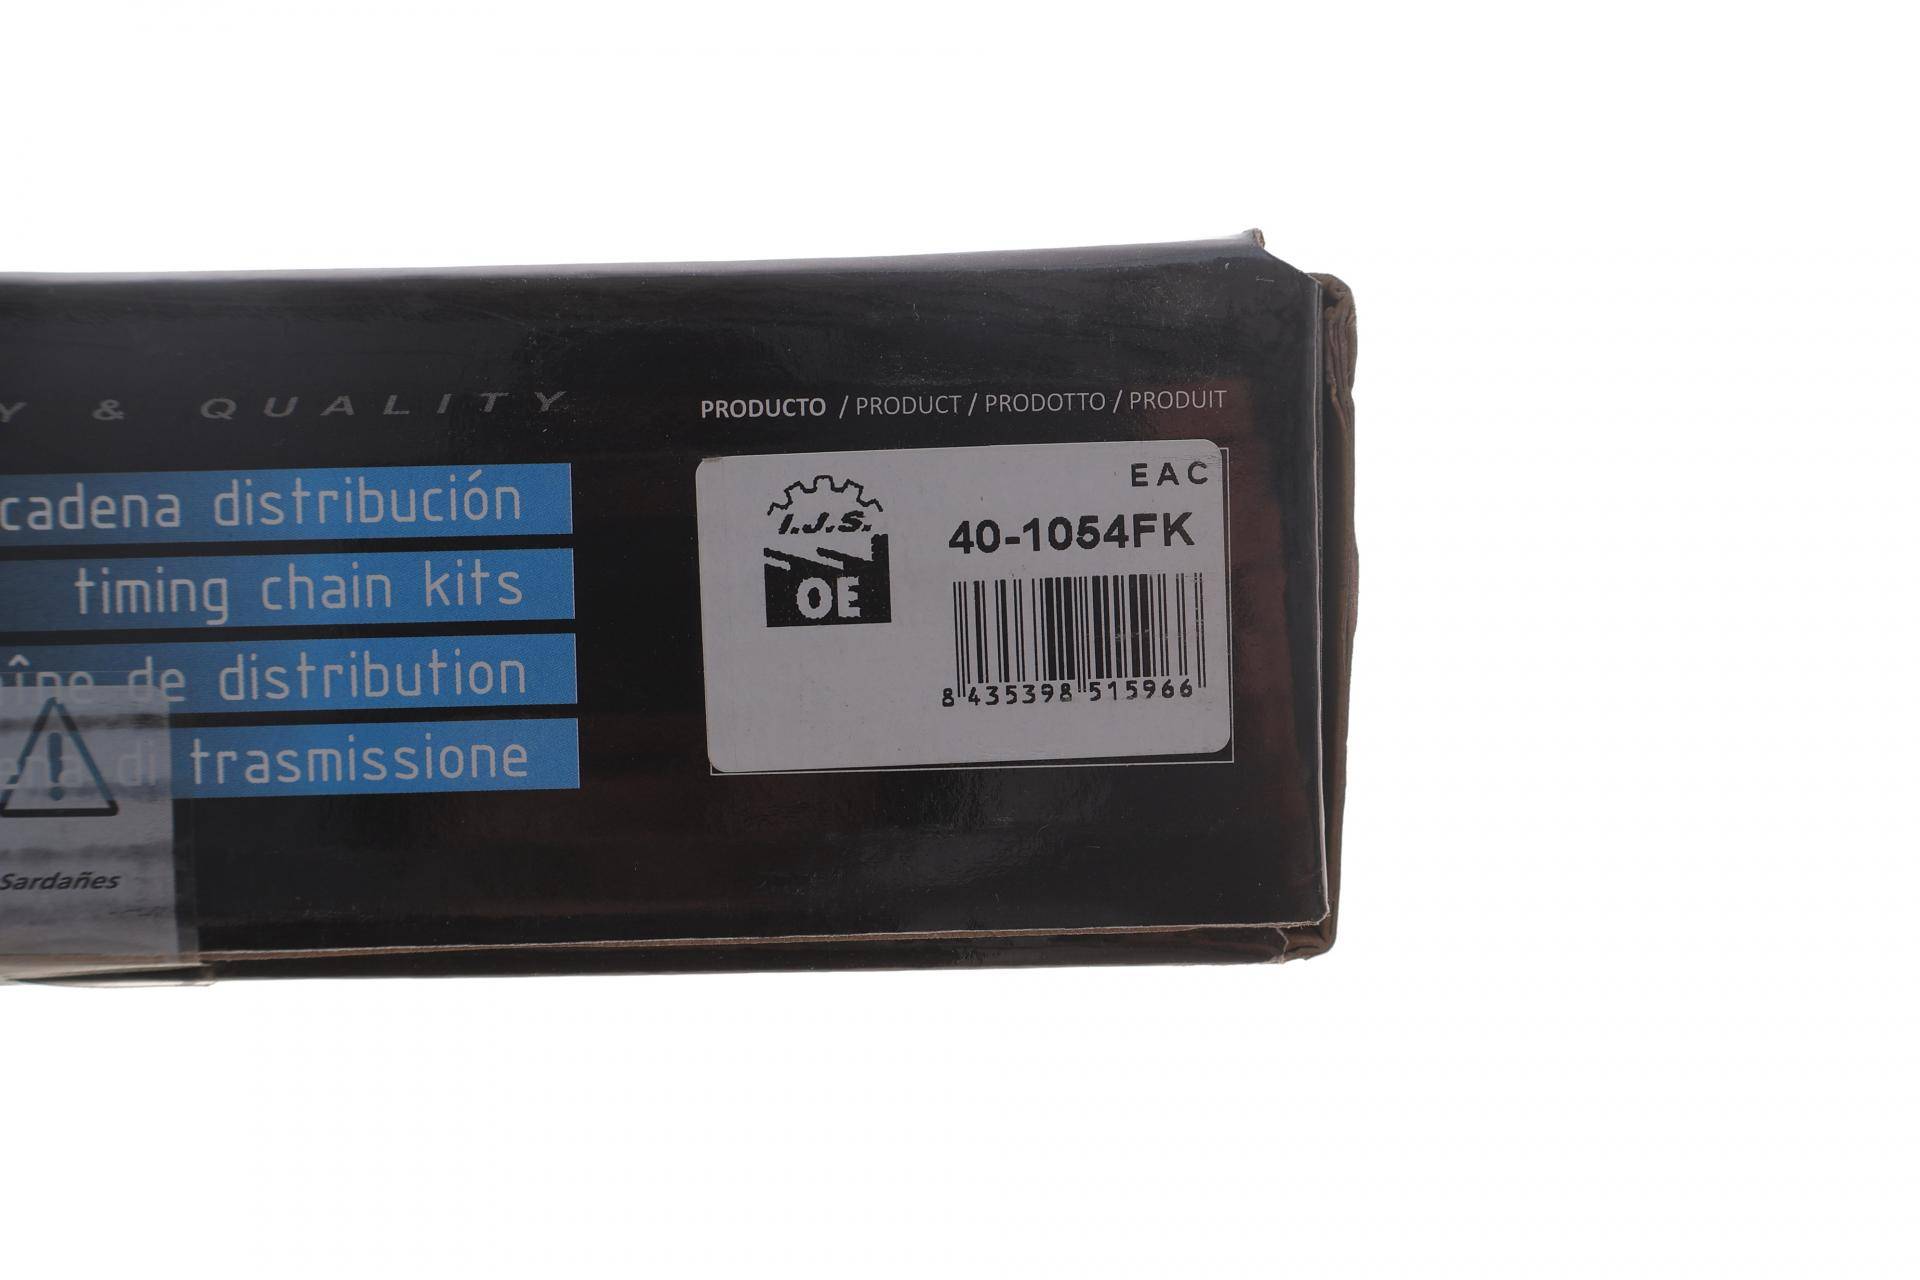 & QUALITY
cadena distribución
timing chain kits
de distribution
di trasmissione
Sardañes
PRODUCTO / PRODUCT / PRODOTTO / PRODUIT
EAC
I.J.S.
OE
40-1054FK
8 435398 515966